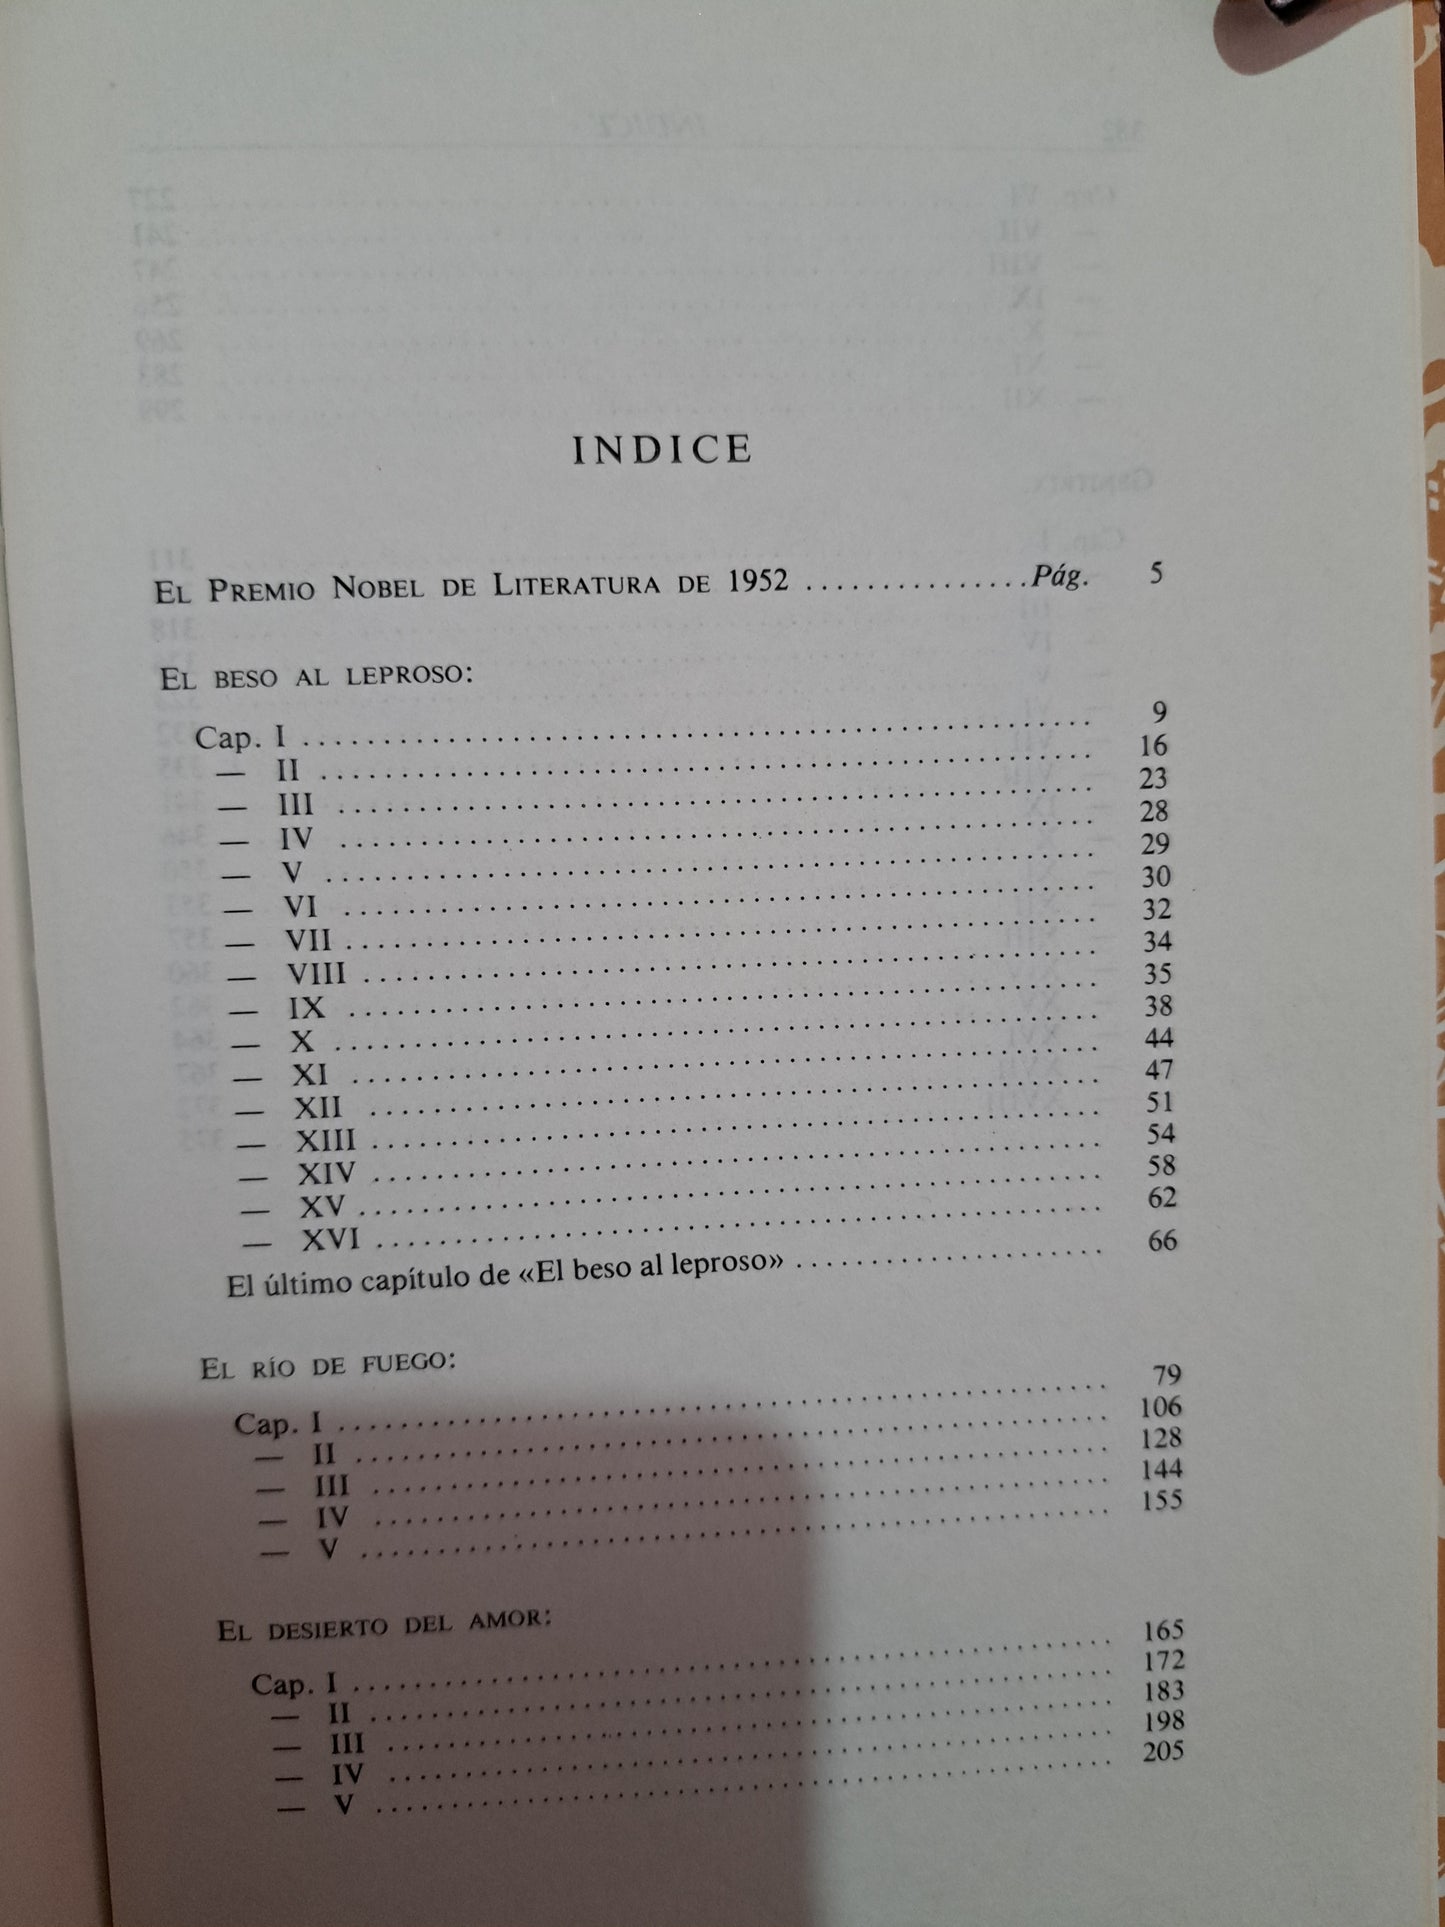 INDICE
EL PREMIO NOBEL DE LITERATURA DE 1952 ............... Pág. 5
EL BESO AL LEPROSO:
Cap. I ........ 9
— II ........ 16
— III ........ 23
— IV ........ 28
— V ........ 29
— VI ........ 30
— VII ........ 32
— VIII ........ 34
— IX ........ 35
— X ........ 38
— XI ........ 44
— XII ........ 47
— XIII ........ 51
— XIV ........ 54
— XV ........ 58
— XVI ........ 62
El último capítulo de «El beso al leproso» ........ 66
EL RÍO DE FUEGO:
Cap. I ........ 79
— II ........ 106
— III ........ 128
— IV ........ 144
— V ........ 155
EL DESIERTO DEL AMOR:
Cap. I ........ 165
— II ........ 172
— III ........ 183
— IV ........ 198
— V ........ 205